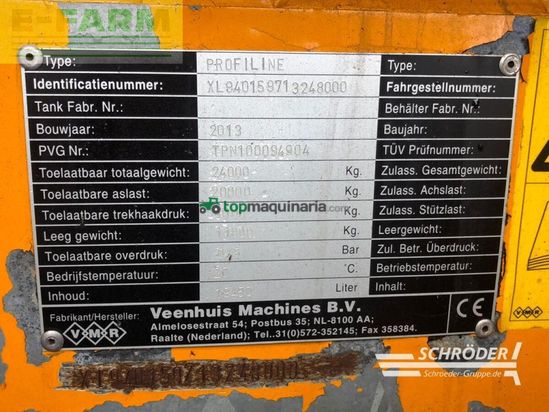 E-FARM
Type: PROFILINE Type:
Identificatienummer: XL94015971 3248000 Fahrgestellnummer:
Tank Fabr. Nr.: Behälter Fabr. Nr.
Bouwjaar: 2013 Baujahr:
PVG Nr.: TPN100094904 TÜV Prüfnummer:
Toelaatbaar totaalgewicht: 24000 Kg. Zulass. Gesamtgewicht:
Toelaatbare aslast: 20000 Kg. Zulass. Achslast:
Toelaatbare trekhaakdruk: Kg. Zulass. Stützlast:
Leeg gewicht: Kg. Leergewicht:
Toelaatbare overdruk: Bar Zul. Betr. Überdruck:
Bedrijfstemperatuur: °C. Betriebstemperatur:
Inhoud: Liter Inhalt:
topmaquinaria.com
Fabrikant/Hersteller: Veenhuis Machines B.V.
VMR Almelosestraat 54; Postbus 35; NL-8100 AA; VMR
Raalte (Nederland); Tel.31(0)572-352145; Fax 358384.
SCHRÖDER
Schroeder-Gruppe.de